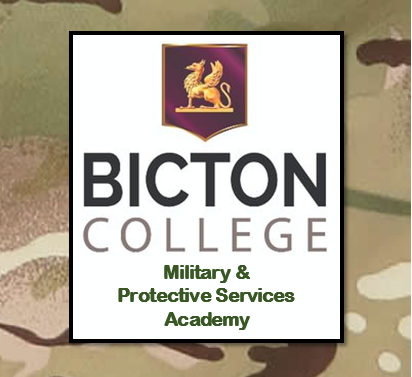 BICTON
COLLEGE
Military &
Protective Services
Academy